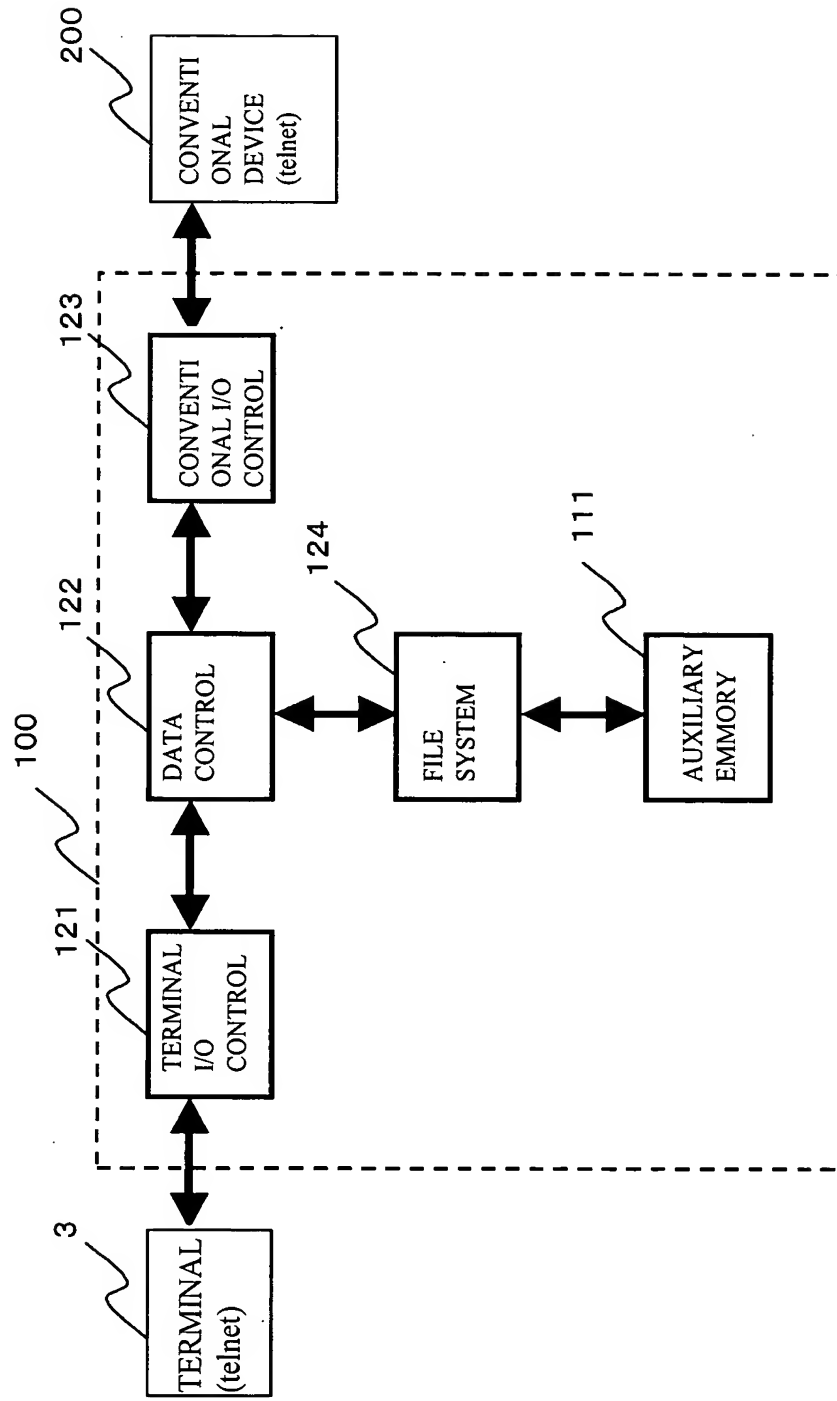 100
3
TERMINAL
(telnet)
121
TERMINAL
I/O
CONTROL
122
DATA
CONTROL
123
CONVENTI
ONAL I/O
CONTROL
200
CONVENTI
ONAL
DEVICE
(telnet)
124
FILE
SYSTEM
111
AUXILIARY
EMMORY